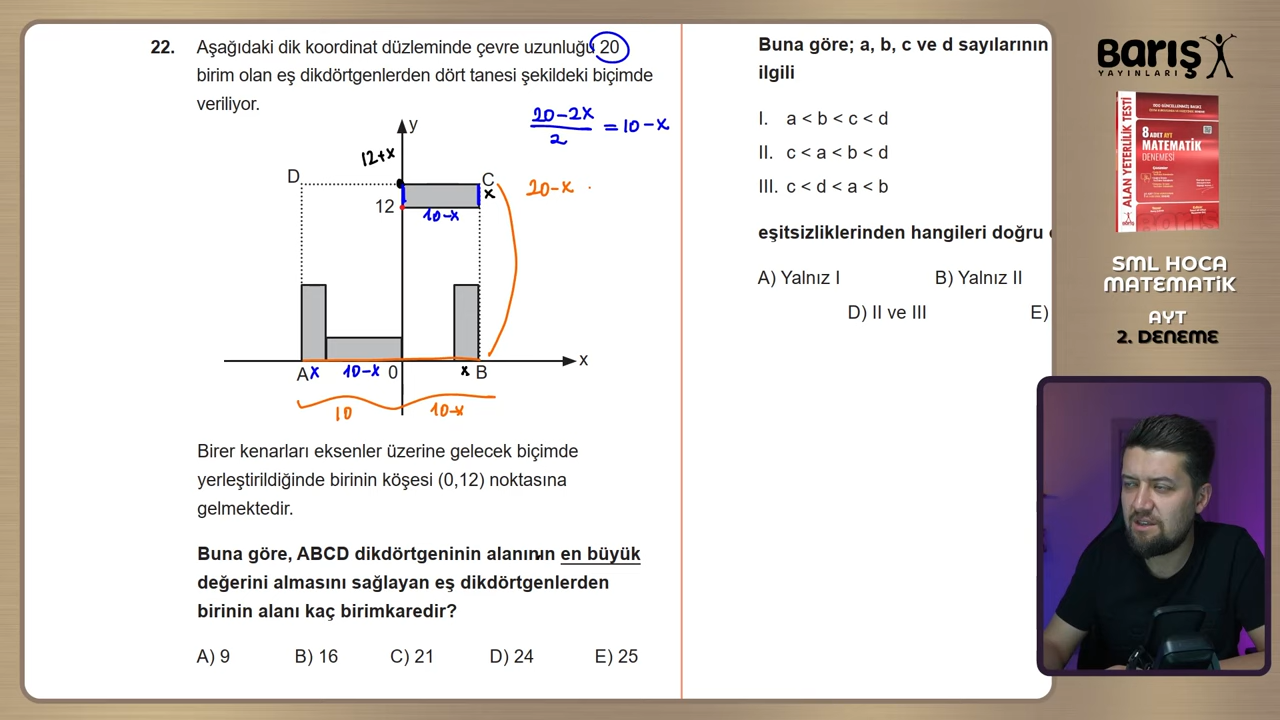 22. Aşağıdaki dik koordinat düzleminde çevre uzunluğu 20
birim olan eş dikdörtgenlerden dört tanesi şekildeki biçimde
veriliyor.
20-2x
2
= 10-x
20-x
y
12+x
D
C
x
12
10-x
x
A
x
10-x
0
x
B
10
10-x
Birer kenarları eksenler üzerine gelecek biçimde
yerleştirildiğinde birinin köşesi (0,12) noktasına
gelmektedir.
Buna göre, ABCD dikdörtgeninin alanının en büyük
değerini almasını sağlayan eş dikdörtgenlerden
birinin alanı kaç birimkaredir?
A) 9 B) 16 C) 21 D) 24 E) 25
Buna göre; a, b, c ve d sayılarının
ilgili
I. a < b < c < d
II. c < a < b < d
III. c < d < a < b
eşitsizliklerinden hangileri doğru
A) Yalnız I B) Yalnız II
D) II ve III E)
BARIŞ
YAYINLARI
ALAN YETERLİLİK TESTİ
8 ADET AYT
MATEMATİK
DENEMESİ
SML HOCA
MATEMATİK
AYT
2. DENEME